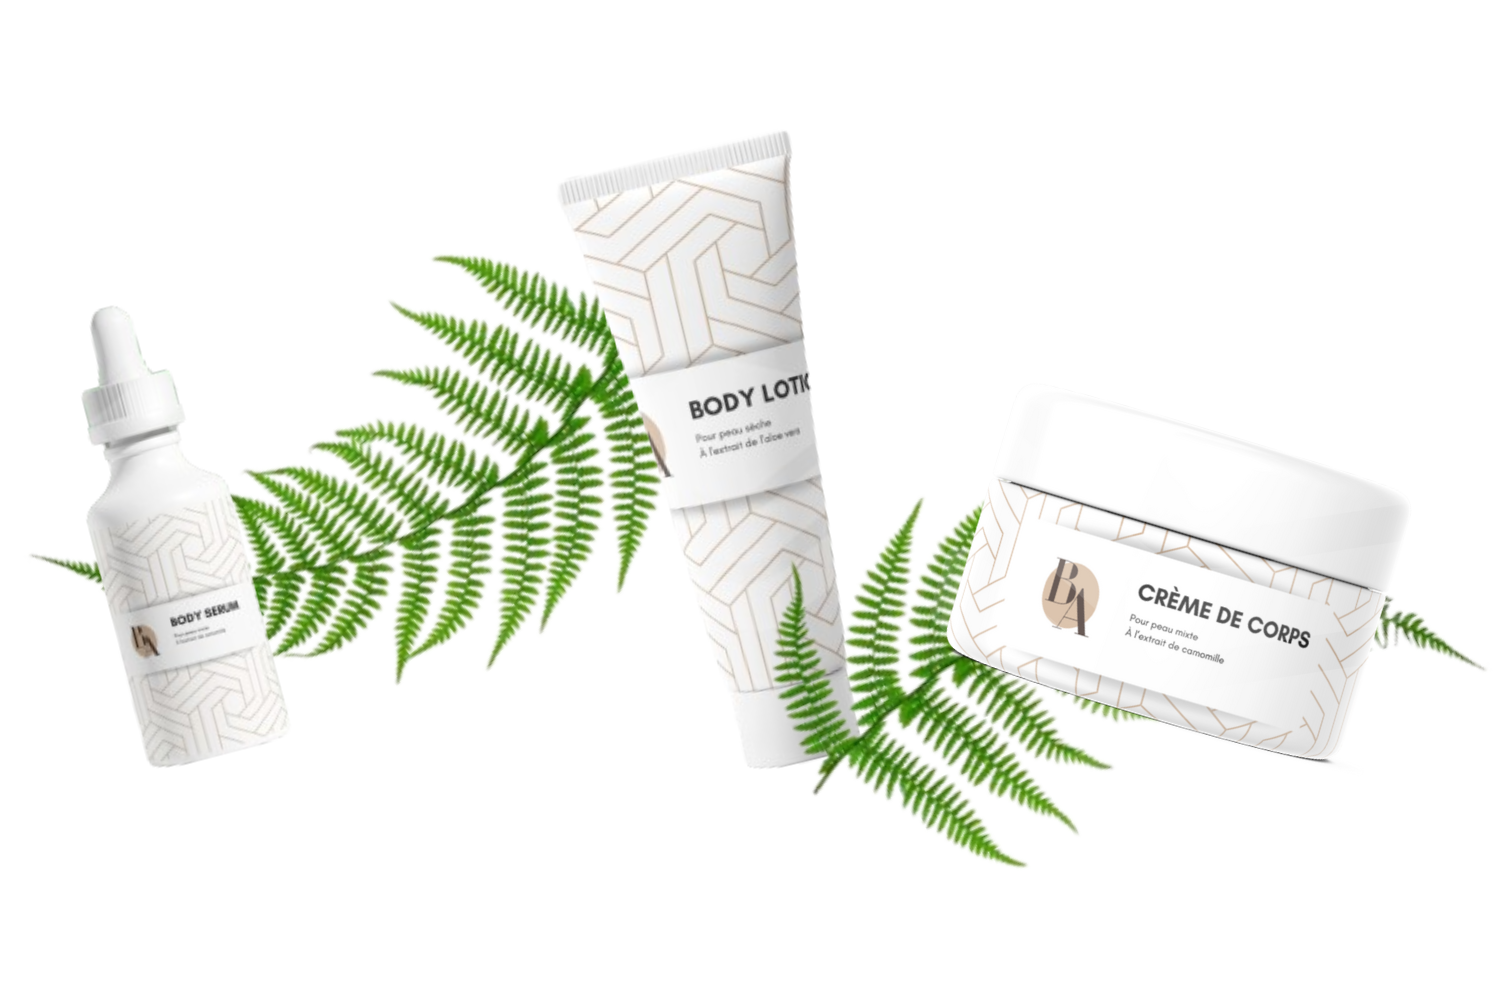 BODY SERUM
BA
BODY LOTIO
Pour peau sèche
À l'extrait de l'aloe vera
A
BA
CRÈME DE CORPS
Pour peau mixte
À l'extrait de camomille